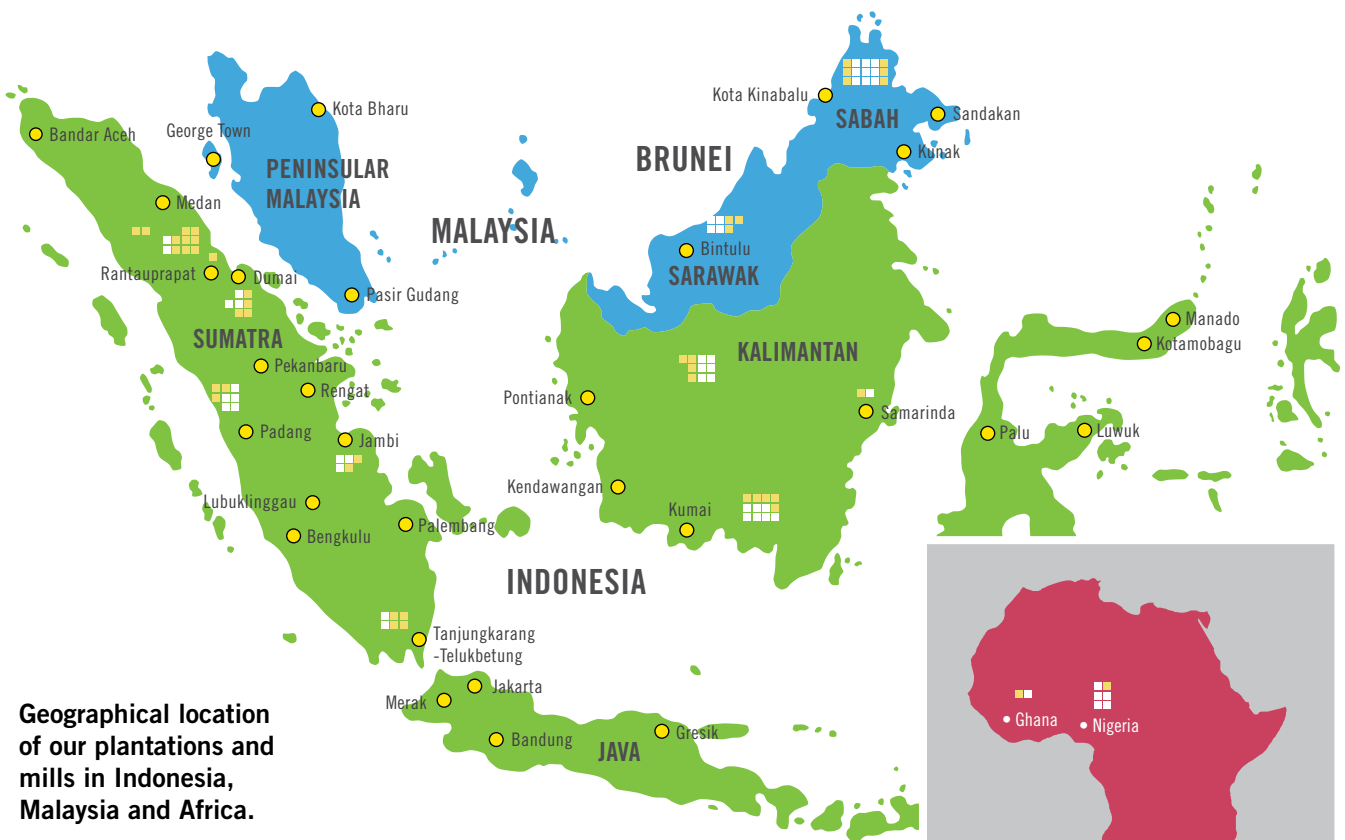 Kota Kinabalu
Kota Bharu
SABAH
Sandakan
Bandar Aceh
George Town
BRUNEI
Kunak
PENINSULAR
MALAYSIA
Medan
MALAYSIA
Bintulu
SARAWAK
Rantauprapat
Dumai
Pasir Gudang
Manado
SUMATRA
Kotamobagu
KALIMANTAN
Pekanbaru
Rengat
Pontianak
Samarinda
Padang
Jambi
Palu
Luwuk
Kendawangan
Lubuklinggau
Kumai
Palembang
Bengkulu
INDONESIA
Tanjungkarang
-Telukbetung
Jakarta
Merak
Bandung
JAVA
Gresik
Ghana
Nigeria
Geographical location
of our plantations and
mills in Indonesia,
Malaysia and Africa.